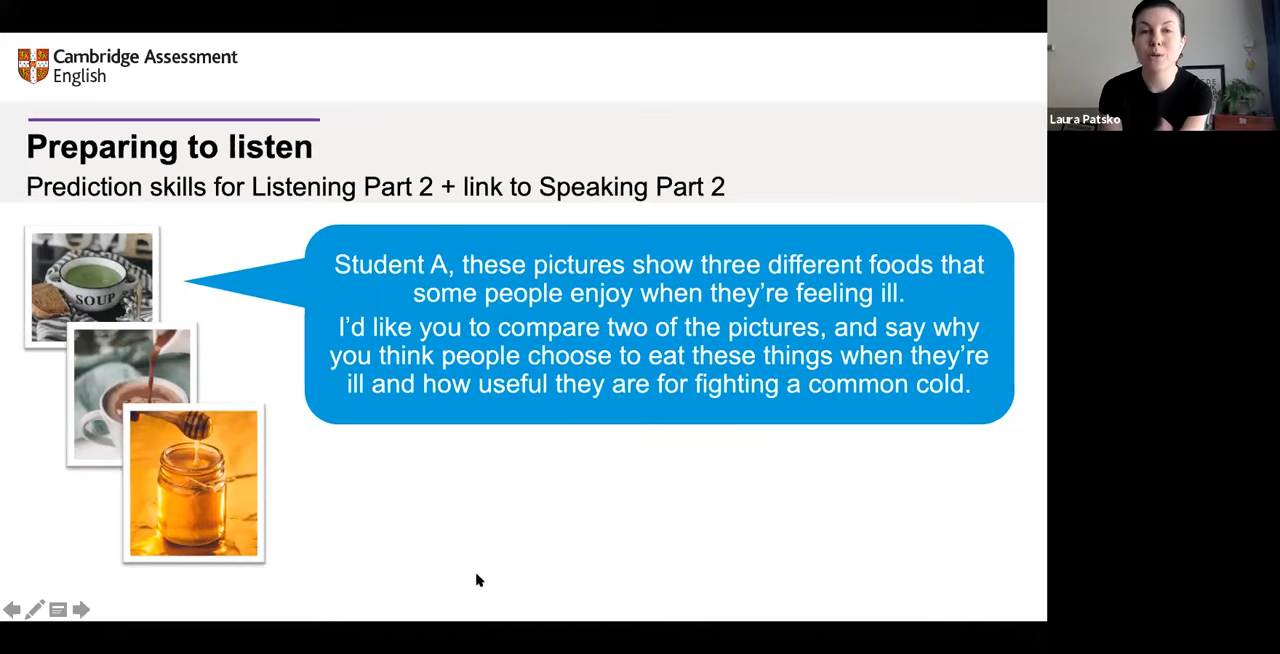 Cambridge Assessment
English
Preparing to listen
Prediction skills for Listening Part 2 + link to Speaking Part 2
SOUP
Student A, these pictures show three different foods that
some people enjoy when they're feeling ill.
I'd like you to compare two of the pictures, and say why
you think people choose to eat these things when they're
ill and how useful they are for fighting a common cold.
Laura Patsko